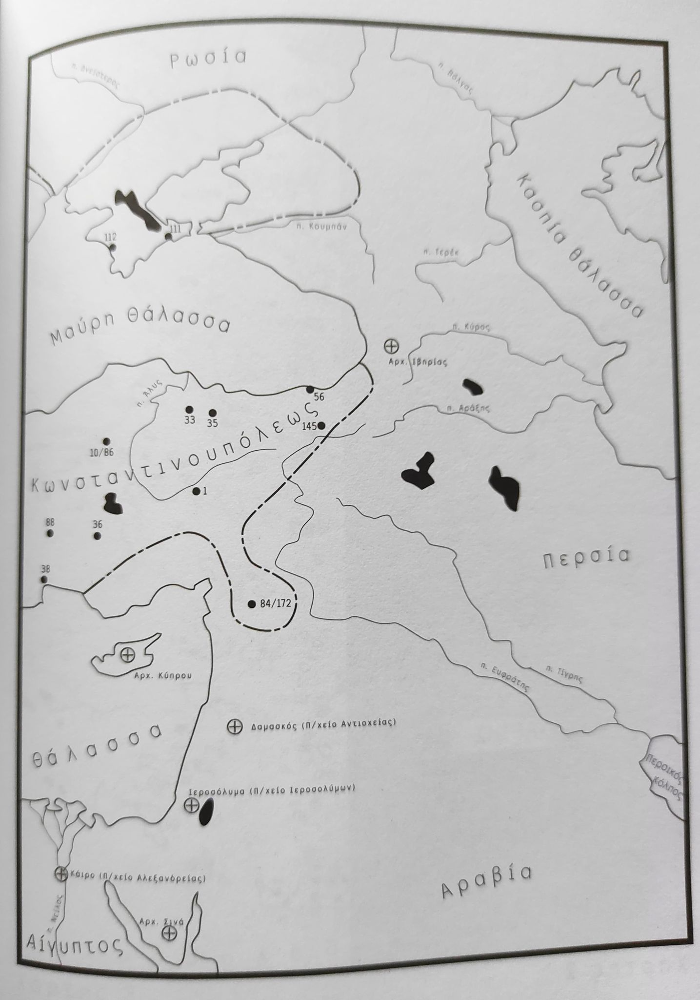 Ρωσία
π. Δνείστερος
π. Βόλγας
Κασπία Θάλασσα
111
π. Κουμπάν
112
π. Τερέκ
Μαύρη Θάλασσα
π. Κύρος
Αρχ. Ιβηρίας
π. Άλυς
56
33
35
π. Αράξης
145
10/86
Κωνσταντινουπόλεως
1
88
36
Περσία
38
84/172
Αρχ. Κύπρου
π. Ευφράτης
π. Τίγρης
Δαμασκός (Π/χείο Αντιοχείας)
Θάλασσα
Περσικός
Κόλπος
Ιεροσόλυμα (Π/χείο Ιεροσολύμων)
Κάιρο (Π/χείο Αλεξανδρείας)
Αραβία
π. Νείλος
Αρχ. Σινά
Αίγυπτος